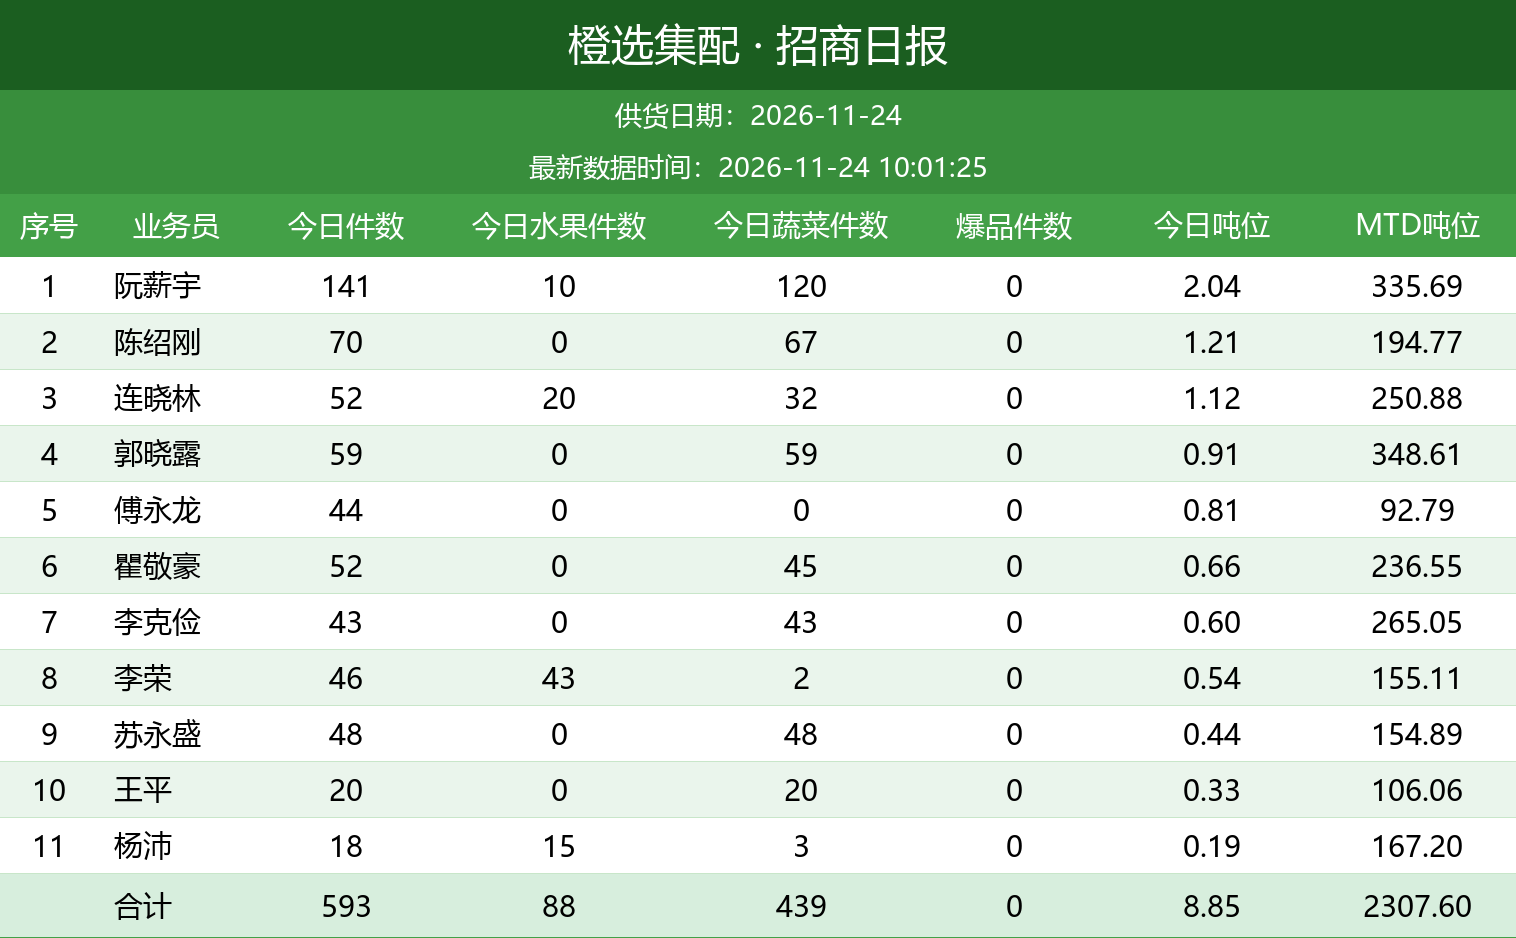 橙选集配 · 招商日报
供货日期：2026-11-24
最新数据时间：2026-11-24 10:01:25
序号 业务员 今日件数 今日水果件数 今日蔬菜件数 爆品件数 今日吨位 MTD吨位
1 阮薪宇 141 10 120 0 2.04 335.69
2 陈绍刚 70 0 67 0 1.21 194.77
3 连晓林 52 20 32 0 1.12 250.88
4 郭晓露 59 0 59 0 0.91 348.61
5 傅永龙 44 0 0 0 0.81 92.79
6 瞿敬豪 52 0 45 0 0.66 236.55
7 李克俭 43 0 43 0 0.60 265.05
8 李荣 46 43 2 0 0.54 155.11
9 苏永盛 48 0 48 0 0.44 154.89
10 王平 20 0 20 0 0.33 106.06
11 杨沛 18 15 3 0 0.19 167.20
合计 593 88 439 0 8.85 2307.60